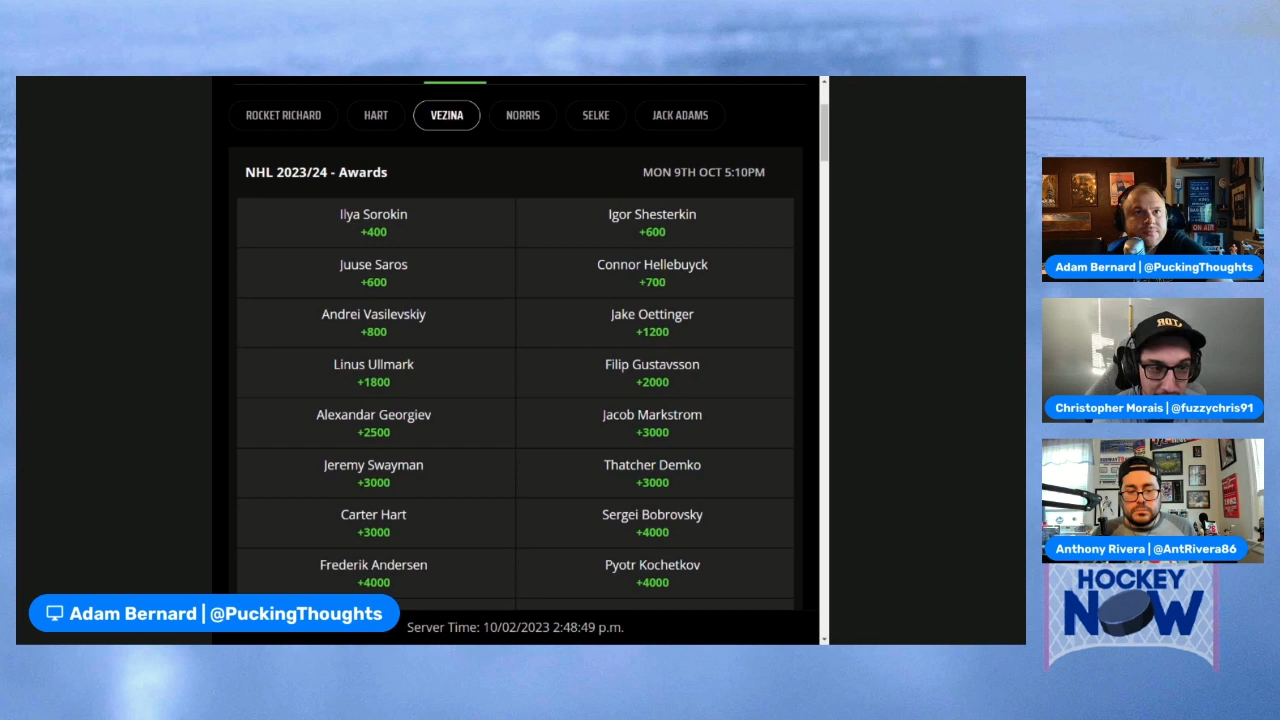 ROCKET RICHARD
HART
VEZINA
NORRIS
SELKE
JACK ADAMS
NHL 2023/24 - Awards
MON 9TH OCT 5:10PM
Ilya Sorokin
+400
Igor Shesterkin
+600
Juuse Saros
+600
Connor Hellebuyck
+700
Andrei Vasilevskiy
+800
Jake Oettinger
+1200
Linus Ullmark
+1800
Filip Gustavsson
+2000
Alexandar Georgiev
+2500
Jacob Markstrom
+3000
Jeremy Swayman
+3000
Thatcher Demko
+3000
Carter Hart
+3000
Sergei Bobrovsky
+4000
Frederik Andersen
+4000
Pyotr Kochetkov
+4000
Adam Bernard | @PuckingThoughts
Server Time: 10/02/2023 2:48:49 p.m.
ON AIR
Adam Bernard | @PuckingThoughts
Christopher Morais | @fuzzychris91
Anthony Rivera | @AntRivera86
HOCKEY
NOW